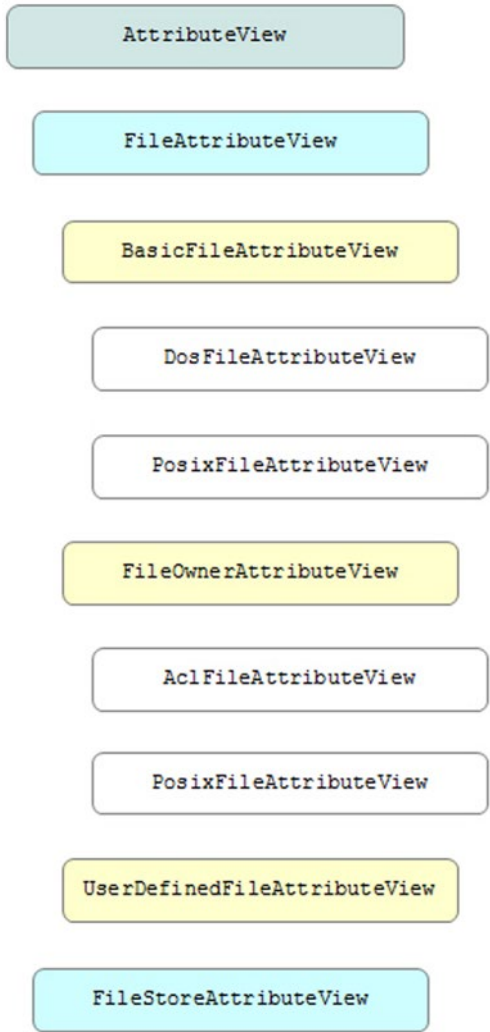 AttributeView
FileAttributeView
BasicFileAttributeView
DosFileAttributeView
PosixFileAttributeView
FileOwnerAttributeView
AclFileAttributeView
PosixFileAttributeView
UserDefinedFileAttributeView
FileStoreAttributeView